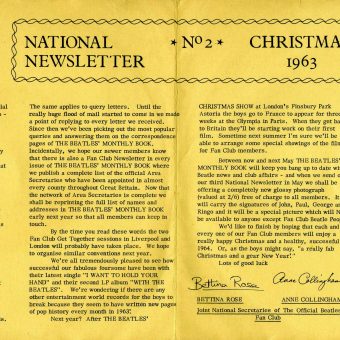 NATIONAL
NEWSLETTER
★ No 2 ★
CHRISTMA
1963
The same applies to query letters. Until the
really huge flood of mail started to come in we made
a point of replying to every letter we received.
Since then we've been picking out the most popular
queries and answering them on the correspondence
pages of THE BEATLES' MONTHLY BOOK.
Incidentally, we hope our newer members know
that there is also a Fan Club Newsletter in every
issue of THE BEATLES' MONTHLY BOOK where
we publish a complete list of the official Area
Secretaries who have been appointed in almost
every county throughout Great Britain. Now that
the network of Area Secretaries is complete we
shall be reprinting the full list of names and
addresses in THE BEATLES' MONTHLY BOOK
early next year so that all members can keep in
touch.
By the time you read these words the two
Fan Club Get Together sessions in Liverpool and
London will probably have taken place. We hope
to organise similar conventions next year.
We're all tremendously pleased to see how
successful our fabulous foursome have been with
their latest single "I WANT TO HOLD YOUR
HAND" and their second LP album "WITH THE
BEATLES". We're wondering if there are any
other entertainment world records for the boys to
break because they seem to have written new pages
of pop history every month in 1963!
Next year? After THE BEATLES'
CHRISTMAS SHOW at London's Finsbury Park
Astoria the boys go to France to appear for three
weeks at the Olympia in Paris. When they get bac
to Britain they'll be starting work on their first
film. Sometime next summer I'm sure we'll be
able to arrange some special showings of the film
for Fan Club members.
Between now and next May THE BEATLES'
MONTHLY BOOK will keep you bang up to date wi
Beatle news and club affairs - and when we send o
our third National Newsletter in May we shall be
offering a completely new glossy photograph
(valued at 2/6) free of charge to all members. It
will carry the signatures of John, Paul, George an
Ringo and it will be a special picture which will N
be available to anyone except Fan Club Beatle Peop
We'd like to finish by hoping that each and
every one of our Fan Club members will enjoy a
really happy Christmas and a healthy, successful
1964. Or, as the boys might say, "a really fab
Christmas and a gear New Year!"
Lots of good luck
Bettina Rose
Anne Collingham
BETTINA ROSE
ANNE COLLINGHAM
Joint National Secretaries of The Official Beatles
Fan Club